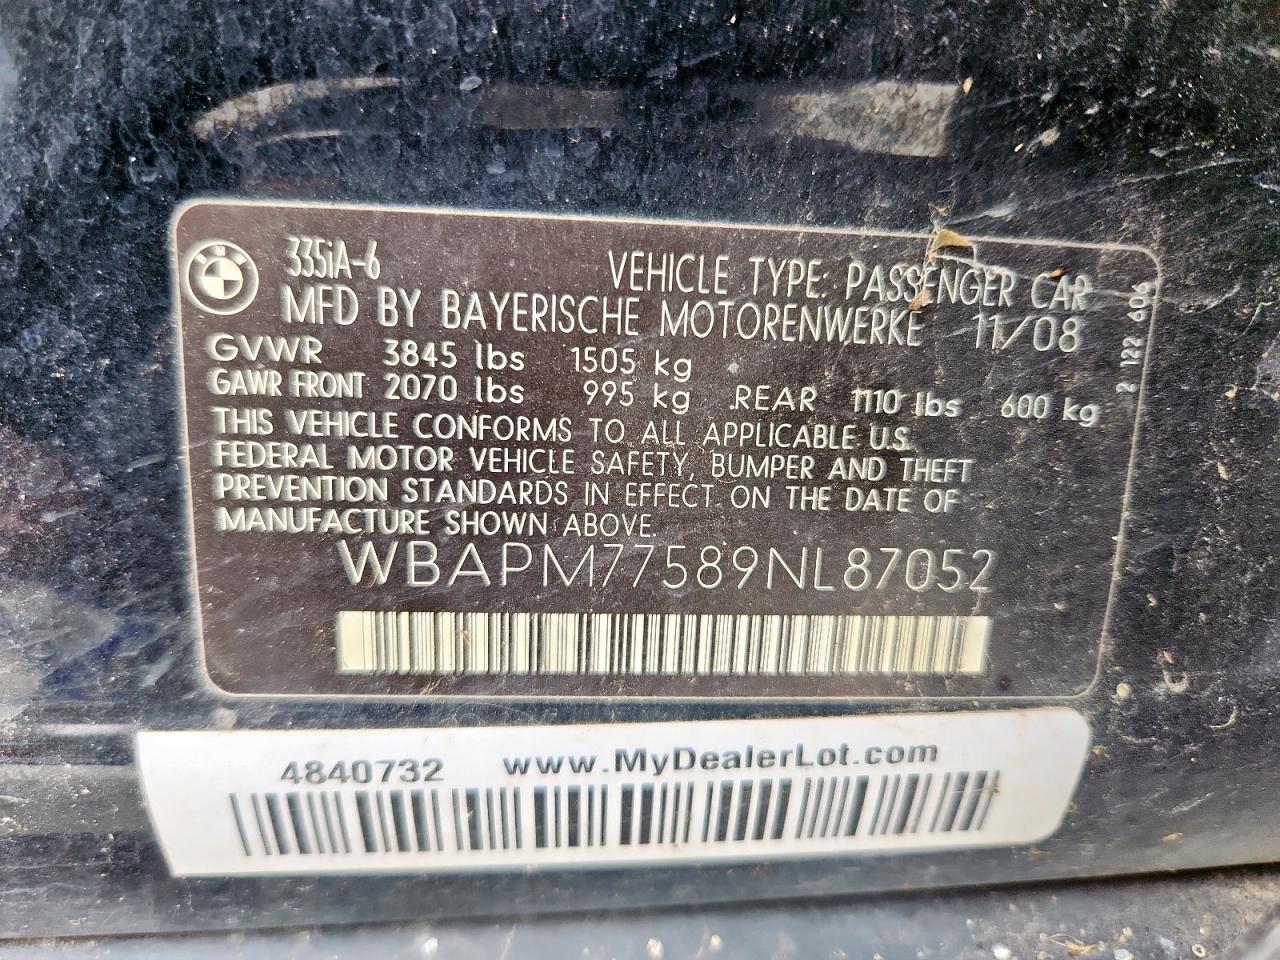 335iA-6
VEHICLE TYPE: PASSENGER CAR
MFD BY BAYERISCHE MOTORENWERKE 11/08
GVWR 3845 lbs 1505 kg
GAWR FRONT 2070 lbs 995 kg REAR 1110 lbs 600 kg
THIS VEHICLE CONFORMS TO ALL APPLICABLE U.S.
FEDERAL MOTOR VEHICLE SAFETY, BUMPER AND THEFT
PREVENTION STANDARDS IN EFFECT ON THE DATE OF
MANUFACTURE SHOWN ABOVE.
WBAPM77589NL87052
2 122 606
4840732 www.MyDealerLot.com